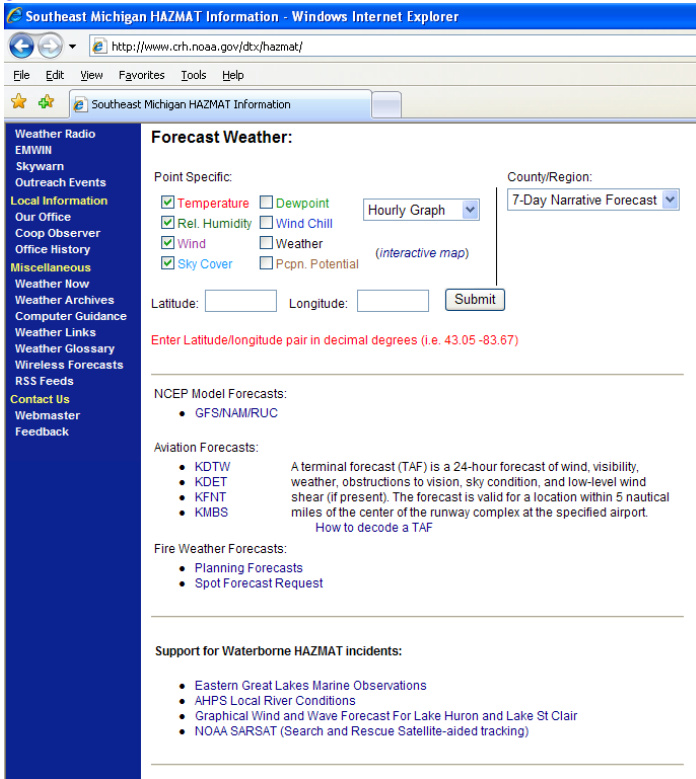 Southeast Michigan HAZMAT Information - Windows Internet Explorer
http://www.crh.noaa.gov/dtx/hazmat/
File Edit View Favorites Tools Help
Southeast Michigan HAZMAT Information
Weather Radio
EMWIN
Skywarn
Outreach Events
Local Information
Our Office
Coop Observer
Office History
Miscellaneous
Weather Now
Weather Archives
Computer Guidance
Weather Links
Weather Glossary
Wireless Forecasts
RSS Feeds
Contact Us
Webmaster
Feedback
Forecast Weather:
Point Specific: County/Region:
Temperature Dewpoint Hourly Graph 7-Day Narrative Forecast
Rel. Humidity Wind Chill
Wind Weather (interactive map)
Sky Cover Pcpn. Potential
Latitude: Longitude: Submit
Enter Latitude/longitude pair in decimal degrees (i.e. 43.05 -83.67)
NCEP Model Forecasts:
• GFS/NAM/RUC
Aviation Forecasts:
• KDTW A terminal forecast (TAF) is a 24-hour forecast of wind, visibility,
• KDET weather, obstructions to vision, sky condition, and low-level wind
• KFNT shear (if present). The forecast is valid for a location within 5 nautical
• KMBS miles of the center of the runway complex at the specified airport.
How to decode a TAF
Fire Weather Forecasts:
• Planning Forecasts
• Spot Forecast Request
Support for Waterborne HAZMAT incidents:
• Eastern Great Lakes Marine Observations
• AHPS Local River Conditions
• Graphical Wind and Wave Forecast For Lake Huron and Lake St Clair
• NOAA SARSAT (Search and Rescue Satellite-aided tracking)